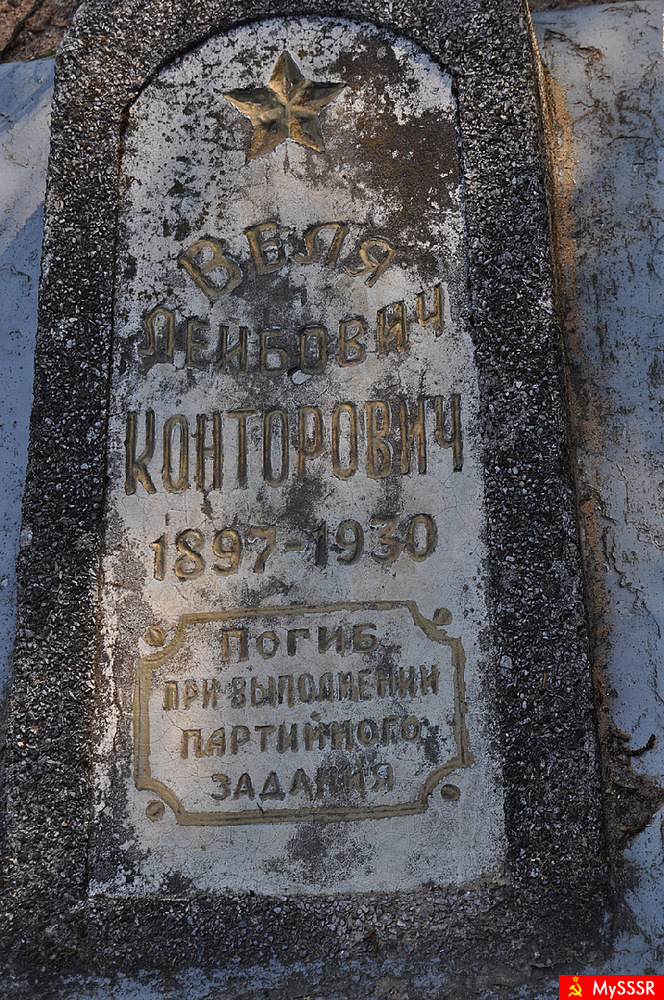 Веля
Лейбович
Конторович
1897-1930
Погиб
при выполнении
партийного
задания
MySSSR